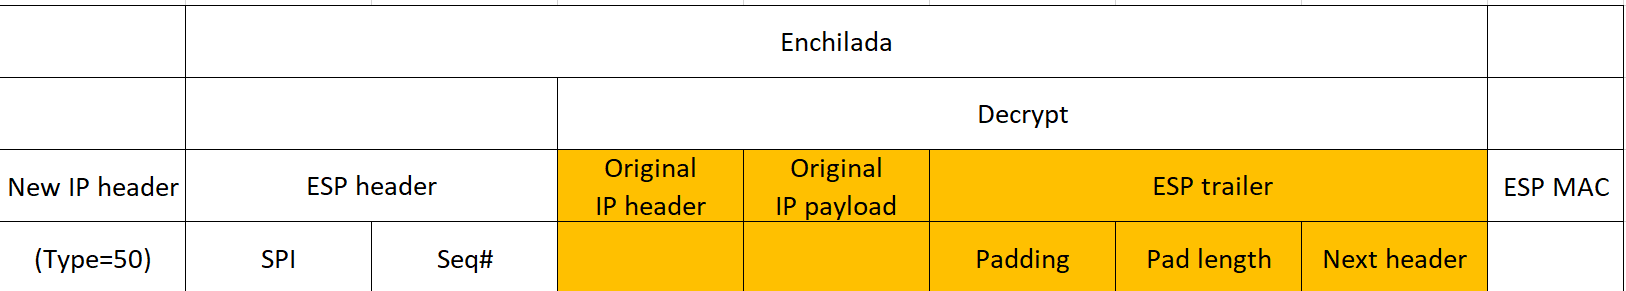 Enchilada
Decrypt
New IP header
ESP header
Original
IP header
Original
IP payload
ESP trailer
ESP MAC
(Type=50)
SPI
Seq#
Padding
Pad length
Next header